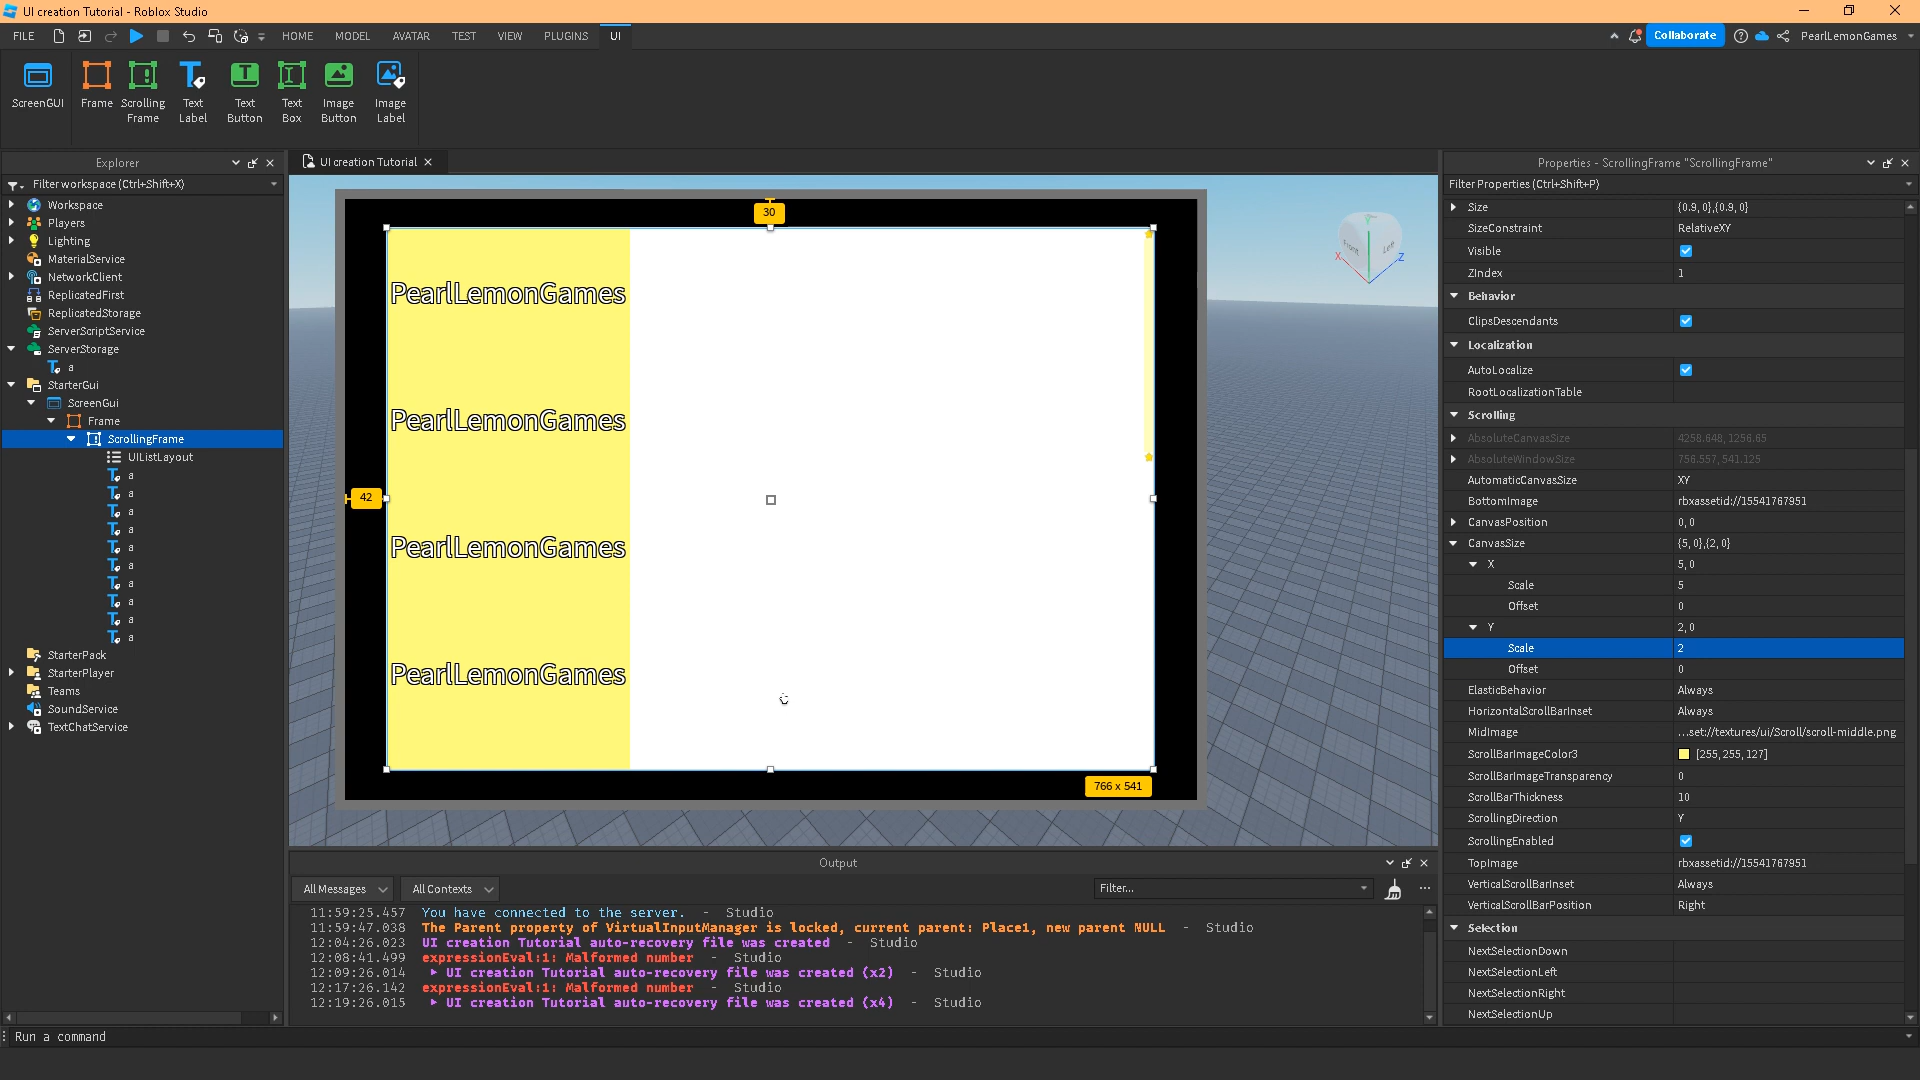 UI creation Tutorial - Roblox Studio
FILE HOME MODEL AVATAR TEST VIEW PLUGINS UI Collaborate PearlLemonGames
ScreenGUI
Frame
Scrolling Frame
Text Label
Text Button
Text Box
Image Button
Image Label
Explorer
Filter workspace (Ctrl+Shift+X)
Workspace
Players
Lighting
MaterialService
NetworkClient
ReplicatedFirst
ReplicatedStorage
ServerScriptService
ServerStorage
a
StarterGui
ScreenGui
Frame
ScrollingFrame
UIListLayout
a
a
a
a
a
a
a
a
a
a
StarterPack
StarterPlayer
Teams
SoundService
TextChatService
UI creation Tutorial
30
PearlLemonGames
PearlLemonGames
42
PearlLemonGames
PearlLemonGames
766 x 541
Front Left
X Y Z
Output
All Messages All Contexts Filter...
11:59:25.457 You have connected to the server. - Studio
11:59:47.038 The Parent property of VirtualInputManager is locked, current parent: Place1, new parent NULL - Studio
12:04:26.023 UI creation Tutorial auto-recovery file was created - Studio
12:08:41.499 expressionEval:1: Malformed number - Studio
12:09:26.014 UI creation Tutorial auto-recovery file was created (x2) - Studio
12:17:26.142 expressionEval:1: Malformed number - Studio
12:19:26.015 UI creation Tutorial auto-recovery file was created (x4) - Studio
Properties - ScrollingFrame "ScrollingFrame"
Filter Properties (Ctrl+Shift+P)
Size {0.9, 0},{0.9, 0}
SizeConstraint RelativeXY
Visible
ZIndex 1
Behavior
ClipsDescendants
Localization
AutoLocalize
RootLocalizationTable
Scrolling
AbsoluteCanvasSize 4258.648, 1256.65
AbsoluteWindowSize 756.557, 541.125
AutomaticCanvasSize XY
BottomImage rbxassetid://15541767951
CanvasPosition 0, 0
CanvasSize {5, 0},{2, 0}
X 5, 0
Scale 5
Offset 0
Y 2, 0
Scale 2
Offset 0
ElasticBehavior Always
HorizontalScrollBarInset Always
MidImage ...set://textures/ui/Scroll/scroll-middle.png
ScrollBarImageColor3 [255, 255, 127]
ScrollBarImageTransparency 0
ScrollBarThickness 10
ScrollingDirection Y
ScrollingEnabled
TopImage rbxassetid://15541767951
VerticalScrollBarInset Always
VerticalScrollBarPosition Right
Selection
NextSelectionDown
NextSelectionLeft
NextSelectionRight
NextSelectionUp
Run a command